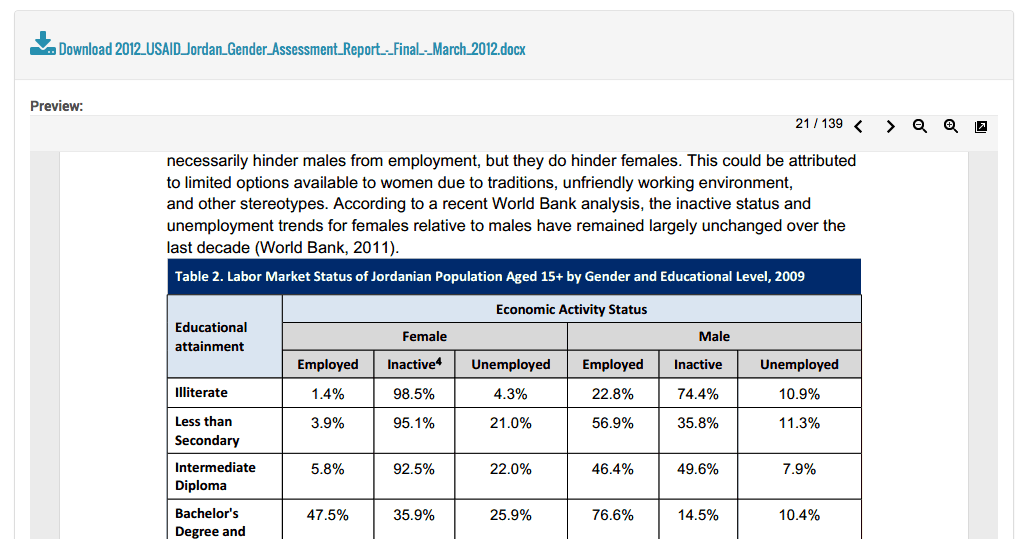 Download 2012_USAID_Jordan_Gender_Assessment_Report_-_Final_-_March_2012.docx
Preview:
21 / 139
necessarily hinder males from employment, but they do hinder females. This could be attributed
to limited options available to women due to traditions, unfriendly working environment,
and other stereotypes. According to a recent World Bank analysis, the inactive status and
unemployment trends for females relative to males have remained largely unchanged over the
last decade (World Bank, 2011).
Table 2. Labor Market Status of Jordanian Population Aged 15+ by Gender and Educational Level, 2009
Educational
attainment
Economic Activity Status
Female Male
Employed Inactive4 Unemployed Employed Inactive Unemployed
Illiterate 1.4% 98.5% 4.3% 22.8% 74.4% 10.9%
Less than 3.9% 95.1% 21.0% 56.9% 35.8% 11.3%
Secondary
Intermediate 5.8% 92.5% 22.0% 46.4% 49.6% 7.9%
Diploma
Bachelor's 47.5% 35.9% 25.9% 76.6% 14.5% 10.4%
Degree and